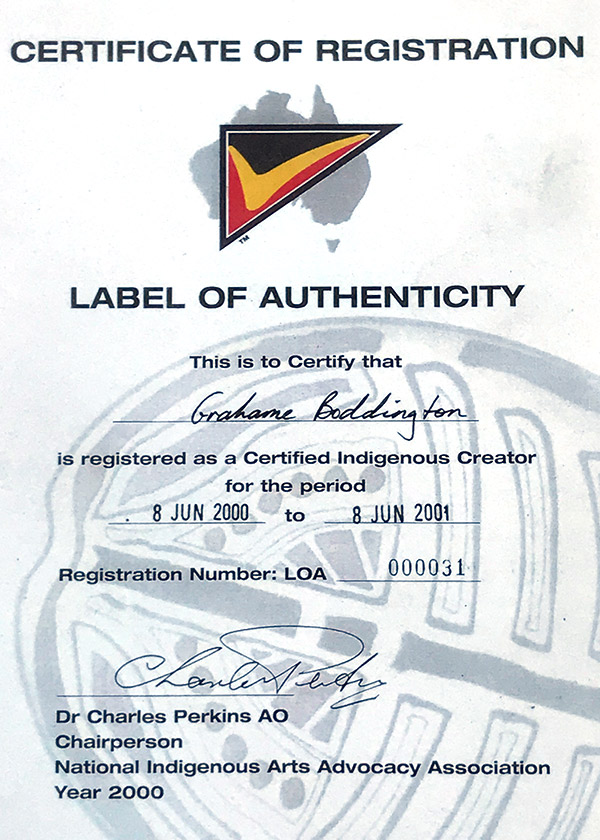 CERTIFICATE OF REGISTRATION
TM
LABEL OF AUTHENTICITY
This is to Certify that
Grahame Boddington
is registered as a Certified Indigenous Creator
for the period
8 JUN 2000 to 8 JUN 2001
Registration Number: LOA 000031
Charles Perkins
Dr Charles Perkins AO
Chairperson
National Indigenous Arts Advocacy Association
Year 2000